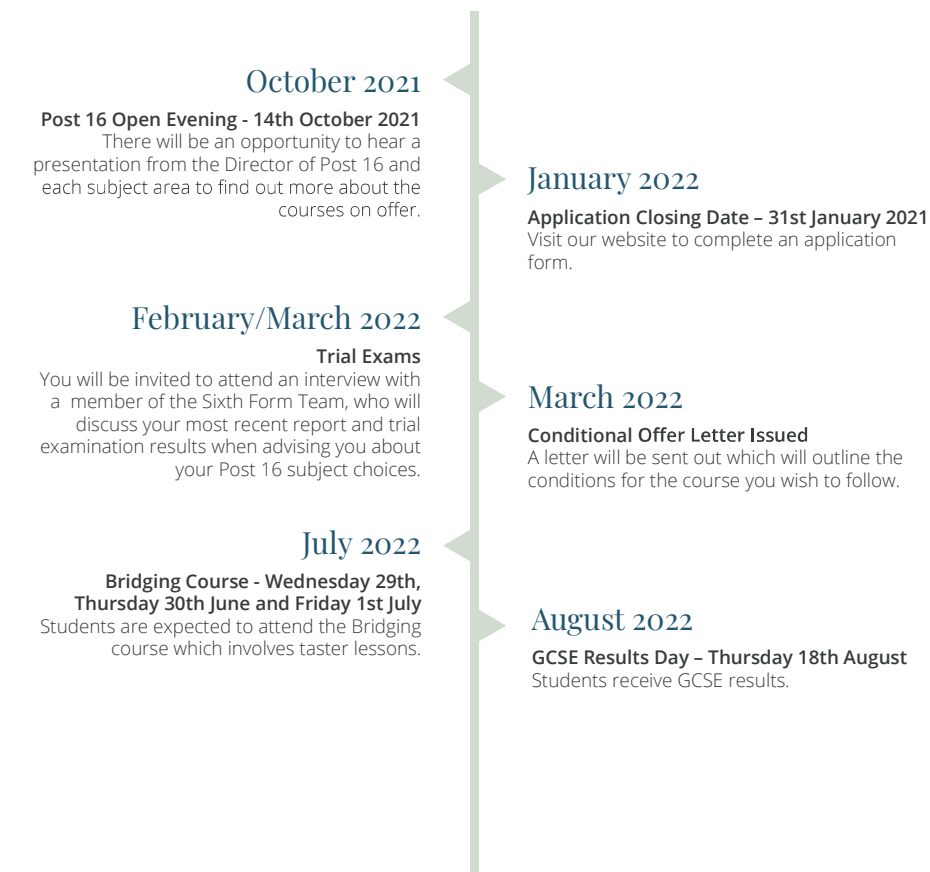 October 2021
Post 16 Open Evening - 14th October 2021
There will be an opportunity to hear a
presentation from the Director of Post 16 and
each subject area to find out more about the
courses on offer.
January 2022
Application Closing Date – 31st January 2021
Visit our website to complete an application
form.
February/March 2022
Trial Exams
You will be invited to attend an interview with
a  member of the Sixth Form Team, who will
discuss your most recent report and trial
examination results when advising you about
your Post 16 subject choices.
March 2022
Conditional Offer Letter Issued
A letter will be sent out which will outline the
conditions for the course you wish to follow.
July 2022
Bridging Course - Wednesday 29th,
Thursday 30th June and Friday 1st July
Students are expected to attend the Bridging
course which involves taster lessons.
August 2022
GCSE Results Day – Thursday 18th August
Students receive GCSE results.